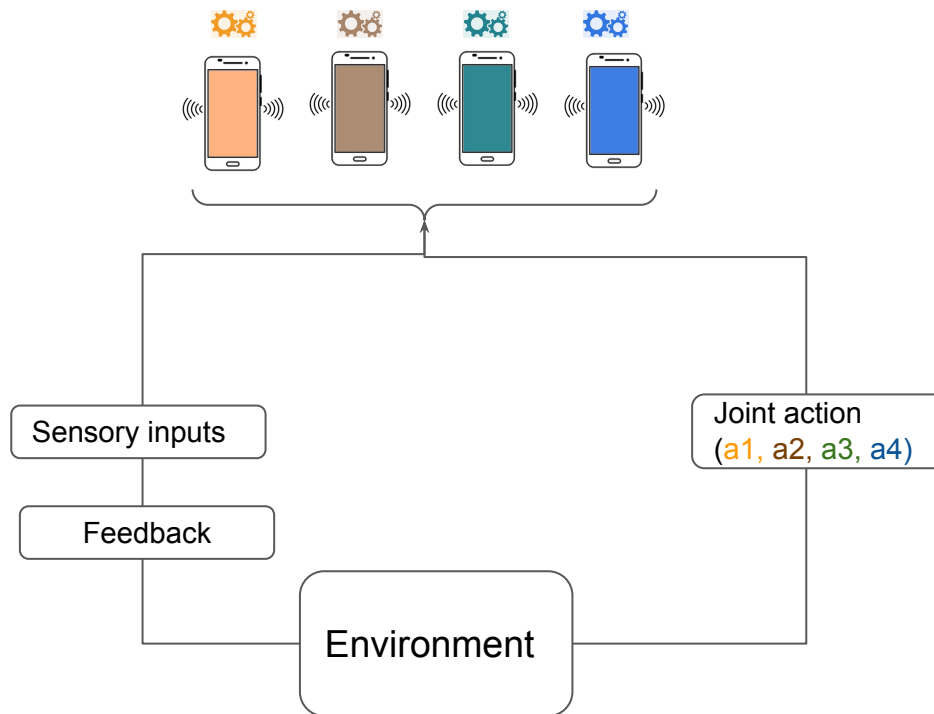 Sensory inputs
Joint action
(a1, a2, a3, a4)
Feedback
Environment